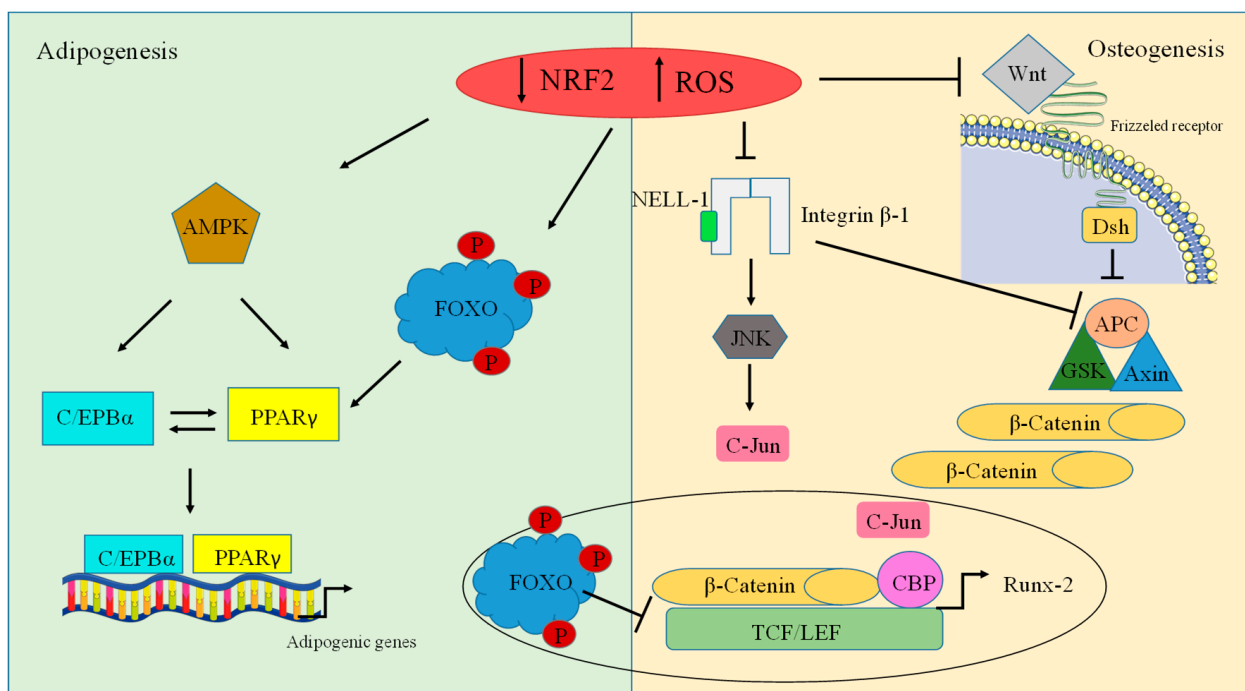 Adipogenesis
Osteogenesis
NRF2
ROS
Wnt
Frizzeled receptor
AMPK
NELL-1
Integrin β-1
Dsh
P
P
FOXO
P
JNK
APC
GSK
Axin
C/EPBα
PPARγ
C-Jun
β-Catenin
β-Catenin
C/EPBα
PPARγ
Adipogenic genes
P
P
FOXO
P
C-Jun
β-Catenin
CBP
Runx-2
TCF/LEF